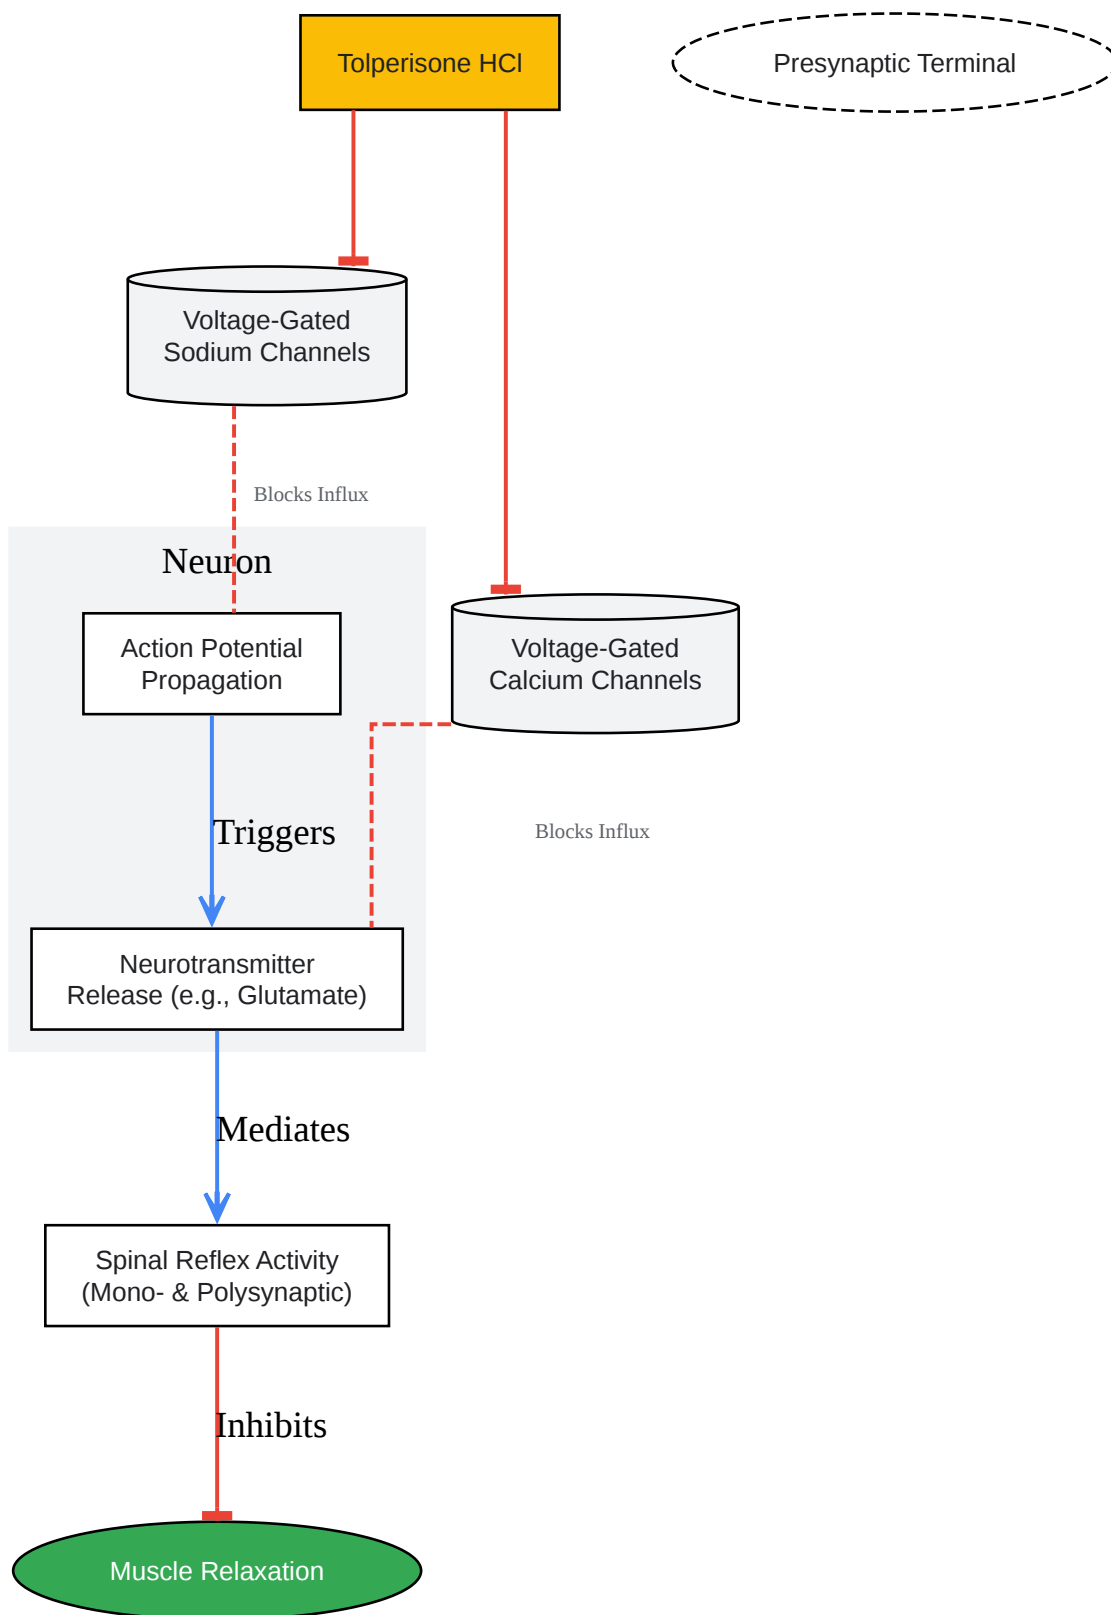 Tolperisone HCl
Presynaptic Terminal
Voltage-Gated
Sodium Channels
Blocks Influx
Neuron
Action Potential
Propagation
Voltage-Gated
Calcium Channels
Triggers
Blocks Influx
Neurotransmitter
Release (e.g., Glutamate)
Mediates
Spinal Reflex Activity
(Mono- & Polysynaptic)
Inhibits
Muscle Relaxation